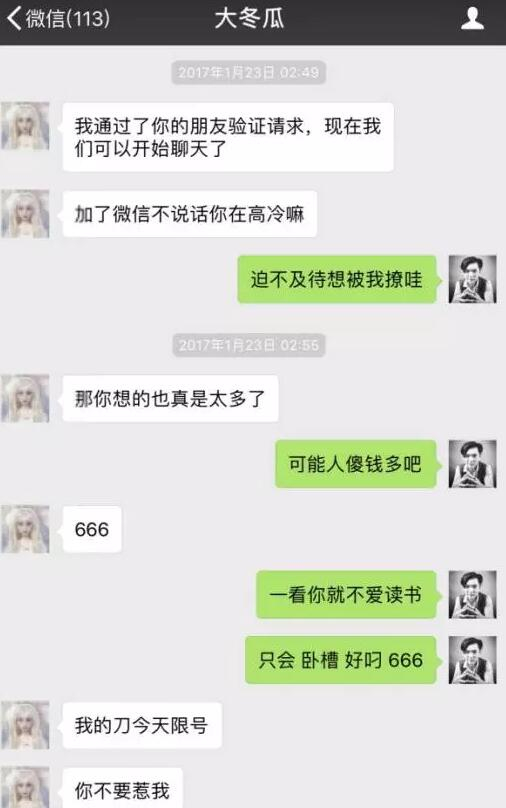 微信(113)
大冬瓜
2017年1月23日 02:49
我通过了你的朋友验证请求，现在我
们可以开始聊天了
加了微信不说话你在高冷嘛
迫不及待想被我撩哇
2017年1月23日 02:55
那你想的也真是太多了
可能人傻钱多吧
666
一看你就不爱读书
只会 卧槽 好叼 666
我的刀今天限号
你不要惹我